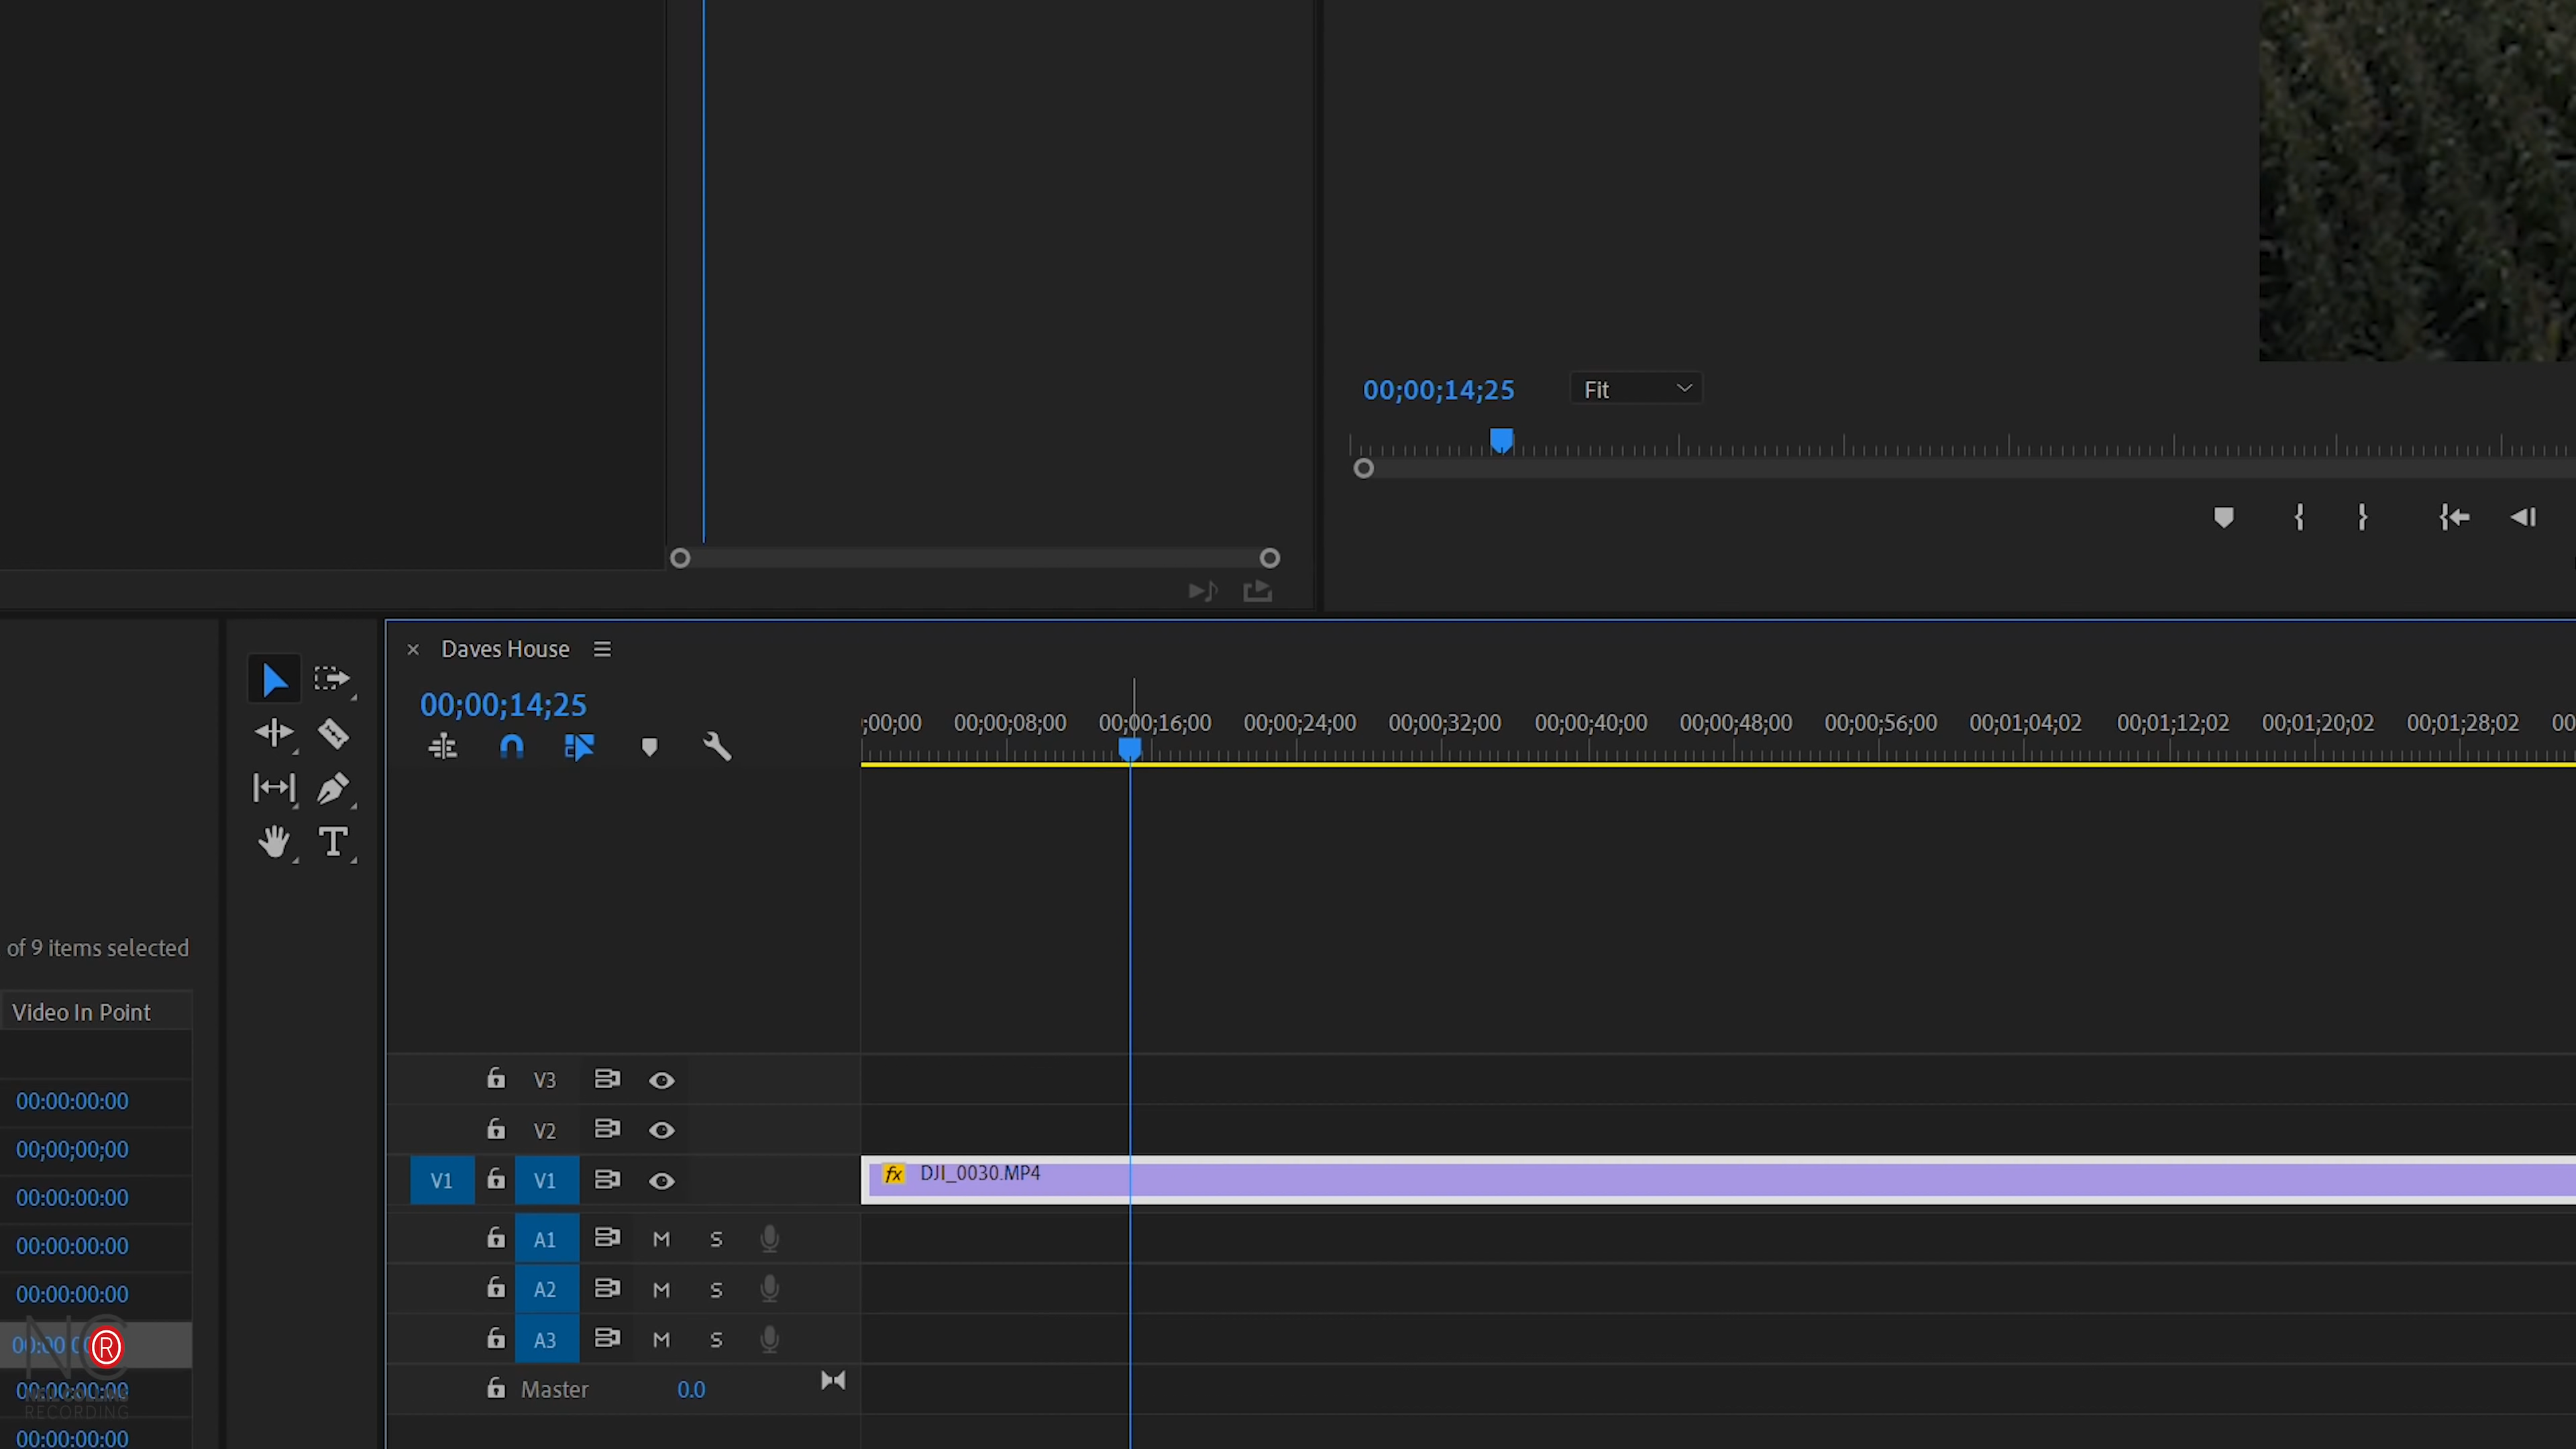 00;00;14;25 Fit
× Daves House
00;00;14;25
;00;00 00;00;08;00 00;00;16;00 00;00;24;00 00;00;32;00 00;00;40;00 00;00;48;00 00;00;56;00 00;01;04;02 00;01;12;02 00;01;20;02 00;01;28;02 00
T
of 9 items selected
Video In Point
00:00:00:00
00;00;00;00
00:00:00:00
00:00:00:00
00:00:00:00
00:00:00:00
00:00:00:00
V3
V2
V1 V1 fx DJI_0030.MP4
A1 M S
A2 M S
A3 M S
Master 0.0
NC ®
RECORDING